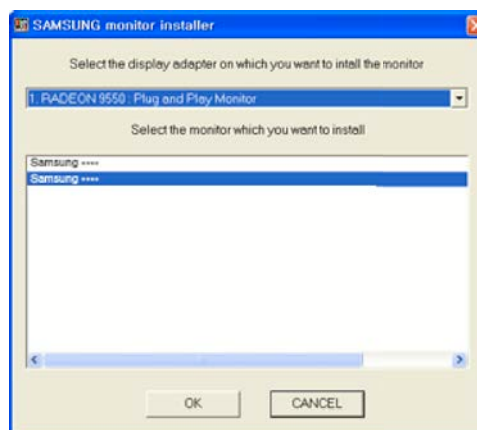 SAMSUNG monitor installer
Select the display adapter on which you want to intall the monitor
1. RADEON 9550 : Plug and Play Monitor
Select the monitor which you want to install
Samsung ****
Samsung ****
OK
CANCEL